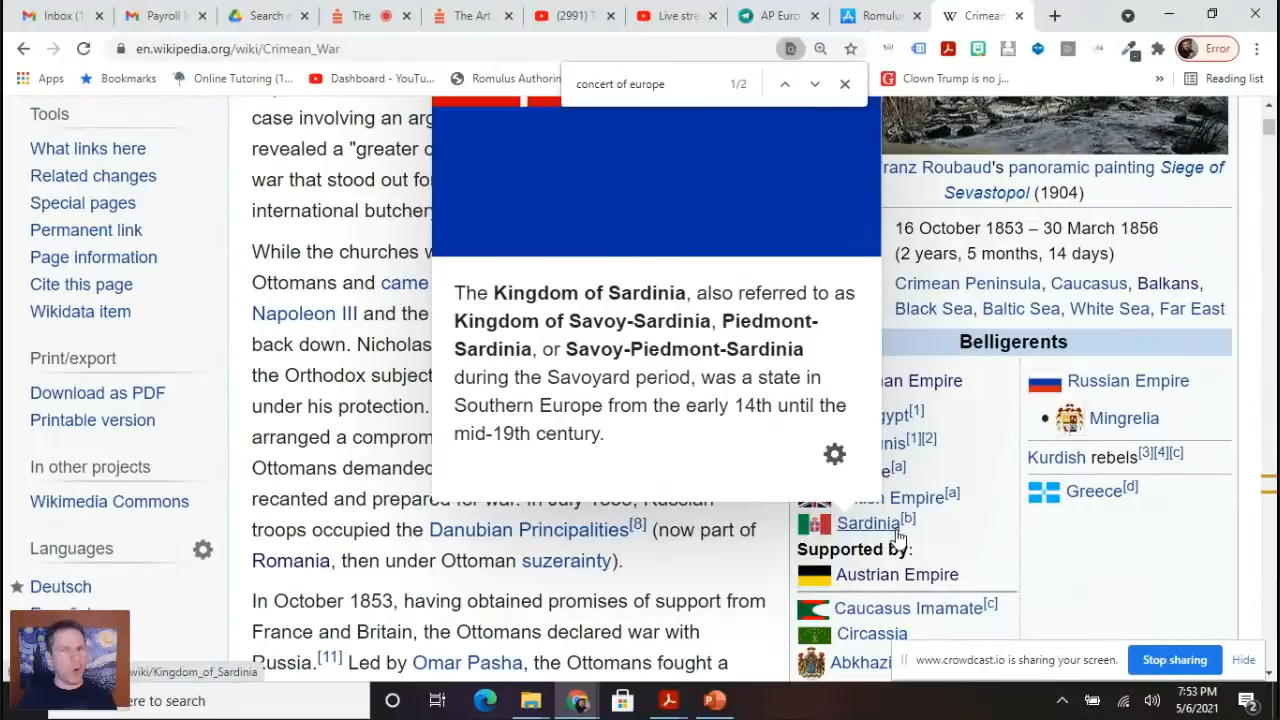 Inbox (1
Payroll I
Search r
The
The Art
(2991) T
Live stre
AP Euro
Romulu
Crimean
en.wikipedia.org/wiki/Crimean_War
Error
Apps
Bookmarks
Online Tutoring (1...
Dashboard - YouTu...
Romulus Authorin
concert of europe
1/2
Clown Trump is no j...
»
Reading list
Tools
What links here
Related changes
Special pages
Permanent link
Page information
Cite this page
Wikidata item
Print/export
Download as PDF
Printable version
In other projects
Wikimedia Commons
Languages
Deutsch
case involving an arg
revealed a "greater c
war that stood out for
international butchery
While the churches w
Ottomans and came
Napoleon III and the
back down. Nicholas
the Orthodox subject
under his protection.
arranged a comprom
Ottomans demanded
recanted and prepared for war. In July 1853, Russian
troops occupied the Danubian Principalities[8] (now part of
Romania, then under Ottoman suzerainty).
In October 1853, having obtained promises of support from
France and Britain, the Ottomans declared war with
Russia.[11] Led by Omar Pasha, the Ottomans fought a
The Kingdom of Sardinia, also referred to as
Kingdom of Savoy-Sardinia, Piedmont-
Sardinia, or Savoy-Piedmont-Sardinia
during the Savoyard period, was a state in
Southern Europe from the early 14th until the
mid-19th century.
ranz Roubaud's panoramic painting Siege of
Sevastopol (1904)
16 October 1853 – 30 March 1856
(2 years, 5 months, 14 days)
Crimean Peninsula, Caucasus, Balkans,
Black Sea, Baltic Sea, White Sea, Far East
Belligerents
an Empire
gypt[1]
nis[1][2]
e[a]
Empire[a]
Sardinia[b]
Supported by:
Austrian Empire
Caucasus Imamate[c]
Circassia
Abkhazi
Russian Empire
Mingrelia
Kurdish rebels[3][4][c]
Greece[d]
www.crowdcast.io is sharing your screen.
Stop sharing
Hide
wiki/Kingdom_of_Sardinia
ere to search
7:53 PM
5/6/2021
2